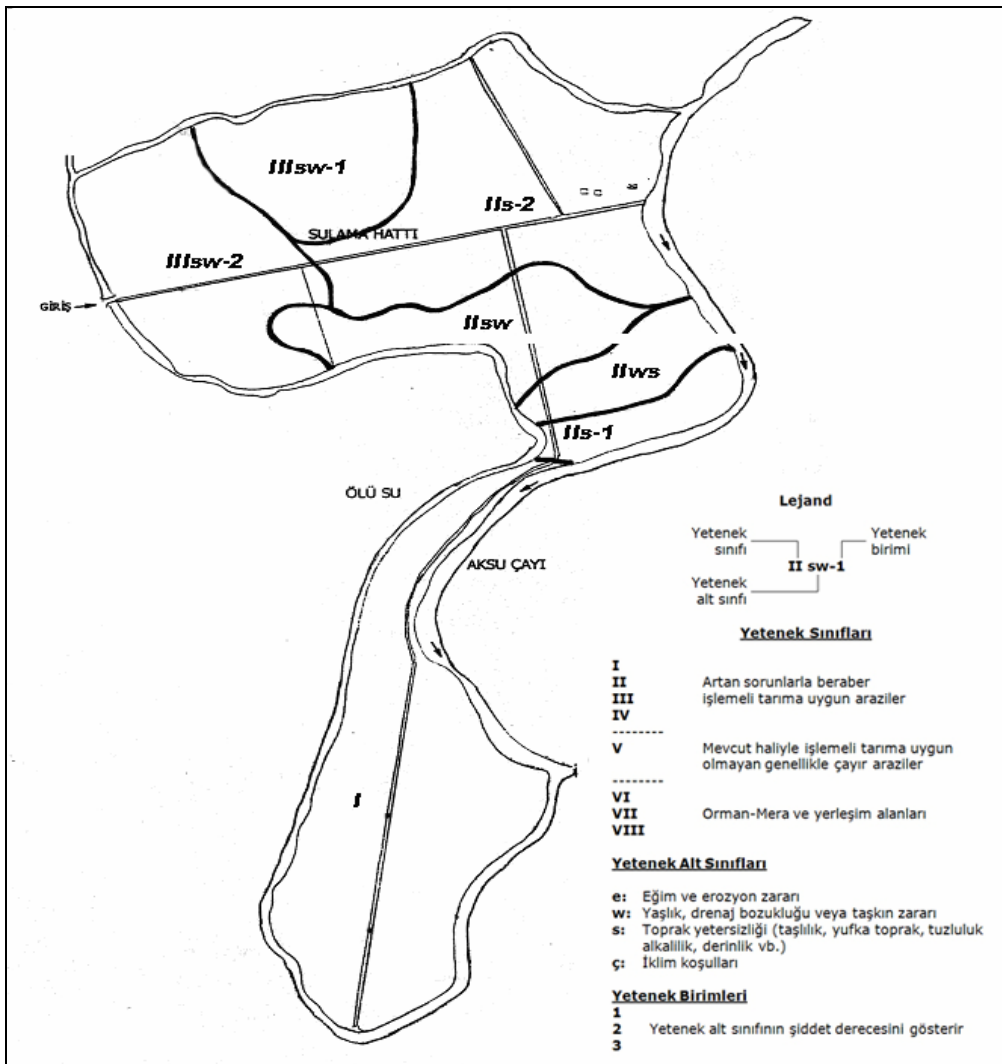 IIIsw-1
IIs-2
SULAMA HATTI
IIIsw-2
GİRİŞ
IIsw
IIws
IIs-1
ÖLÜ SU
AKSU ÇAYI
I
Lejand
Yetenek
sınıfı
Yetenek
birimi
II sw-1
Yetenek
alt sınfı
Yetenek Sınıfları
I
II Artan sorunlarla beraber
III işlemeli tarıma uygun araziler
IV
--------
V Mevcut haliyle işlemeli tarıma uygun
olmayan genellikle çayır araziler
--------
VI
VII Orman-Mera ve yerleşim alanları
VIII
Yetenek Alt Sınıfları
e: Eğim ve erozyon zararı
w: Yaşlık, drenaj bozukluğu veya taşkın zararı
s: Toprak yetersizliği (taşlılık, yufka toprak, tuzluluk
alkalilik, derinlik vb.)
ç: İklim koşulları
Yetenek Birimleri
1
2 Yetenek alt sınıfının şiddet derecesini gösterir
3